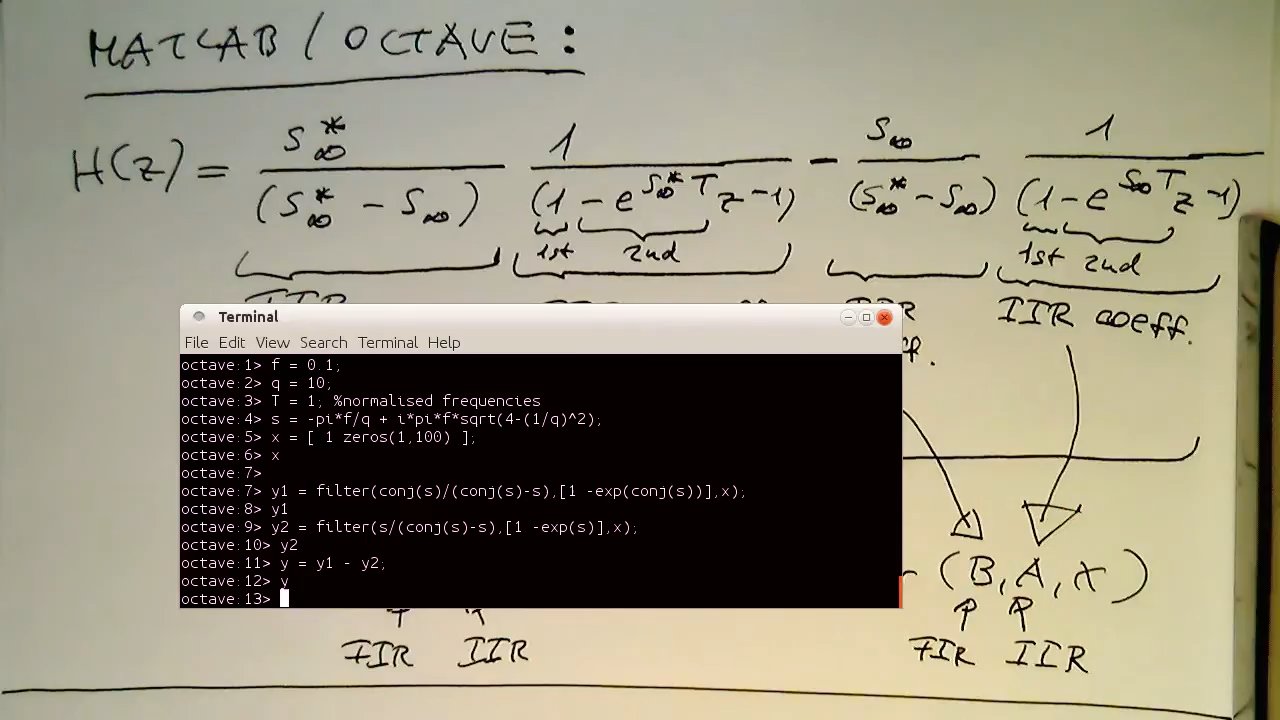 MATLAB / OCTAVE:
H(z) = S∞* / (S∞* - S∞) 1 / (1 - e^{S∞* T} z^{-1}) - S∞ / (S∞* - S∞) 1 / (1 - e^{S∞ T} z^{-1})
1st 2nd 1st 2nd
IIR coeff.
Terminal
File Edit View Search Terminal Help
octave:1> f = 0.1;
octave:2> q = 10;
octave:3> T = 1; %normalised frequencies
octave:4> s = -pi*f/q + i*pi*f*sqrt(4-(1/q)^2);
octave:5> x = [ 1 zeros(1,100) ];
octave:6> x
octave:7>
octave:7> y1 = filter(conj(s)/(conj(s)-s),[1 -exp(conj(s))],x);
octave:8> y1
octave:9> y2 = filter(s/(conj(s)-s),[1 -exp(s)],x);
octave:10> y2
octave:11> y = y1 - y2;
octave:12> y
octave:13>
(B, A, X)
FIR IIR FIR IIR